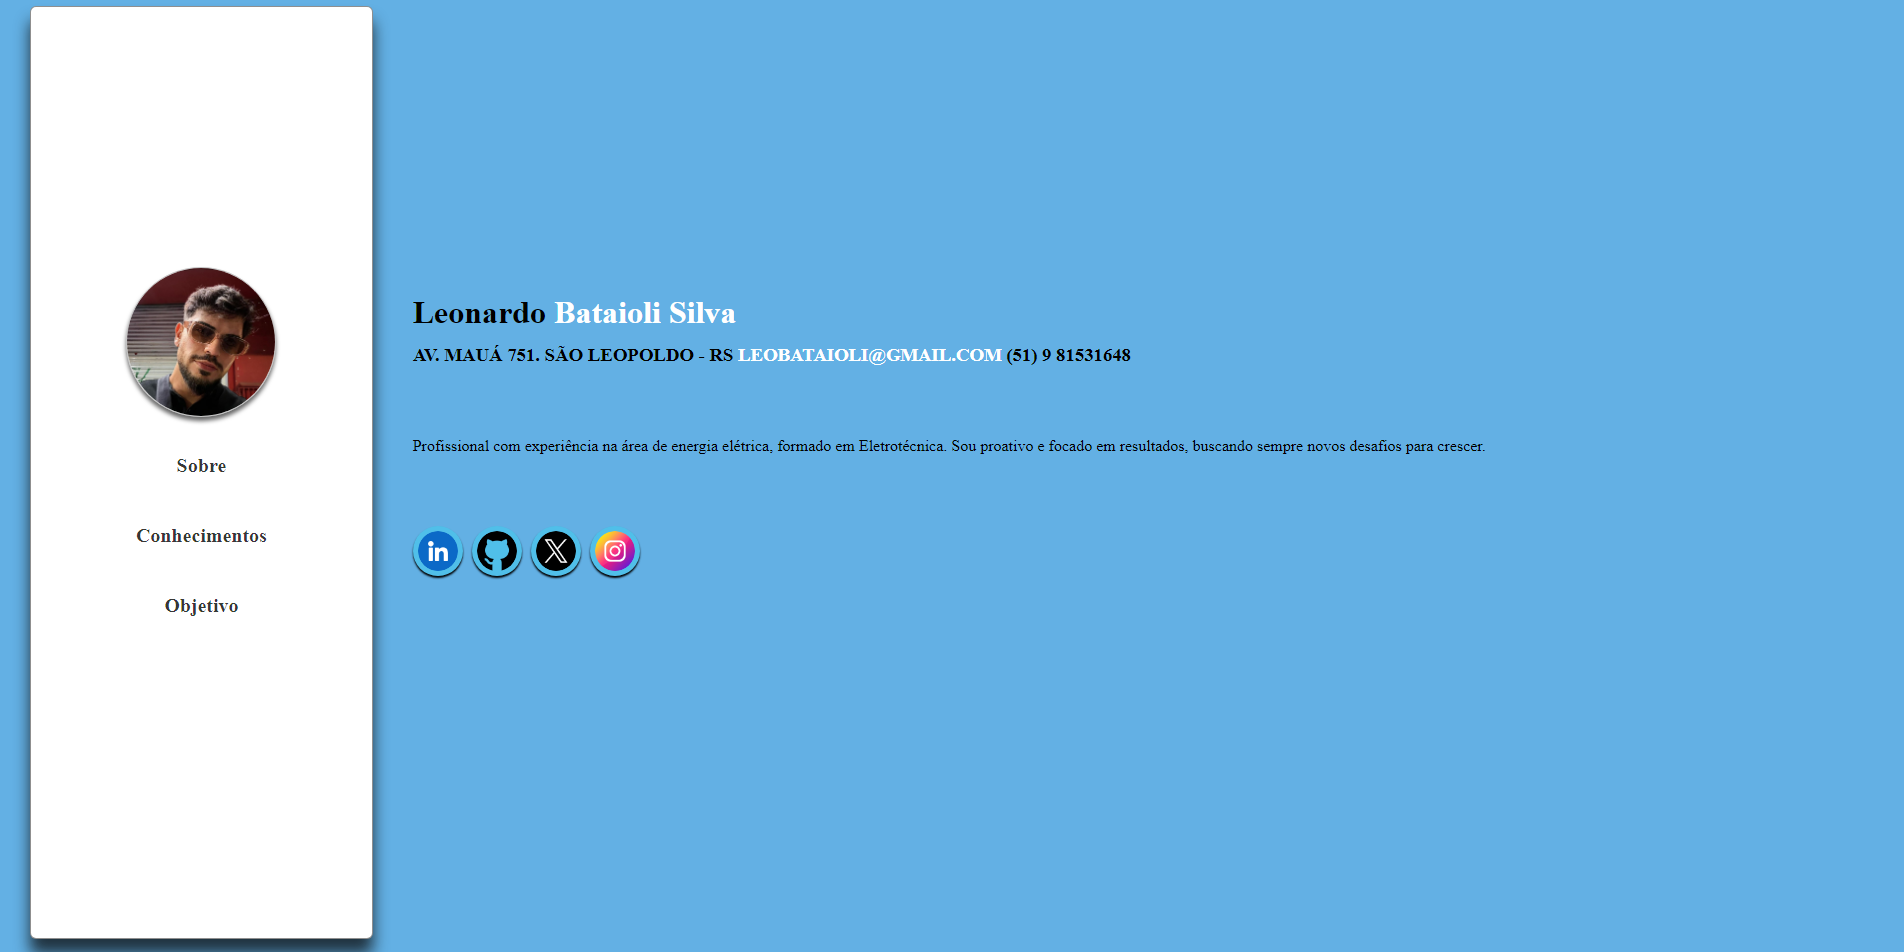 Sobre
Conhecimentos
Objetivo
Leonardo Bataioli Silva
AV. MAUÁ 751. SÃO LEOPOLDO - RS LEOBATAIOLI@GMAIL.COM (51) 9 81531648
Profissional com experiência na área de energia elétrica, formado em Eletrotécnica. Sou proativo e focado em resultados, buscando sempre novos desafios para crescer.
in
X